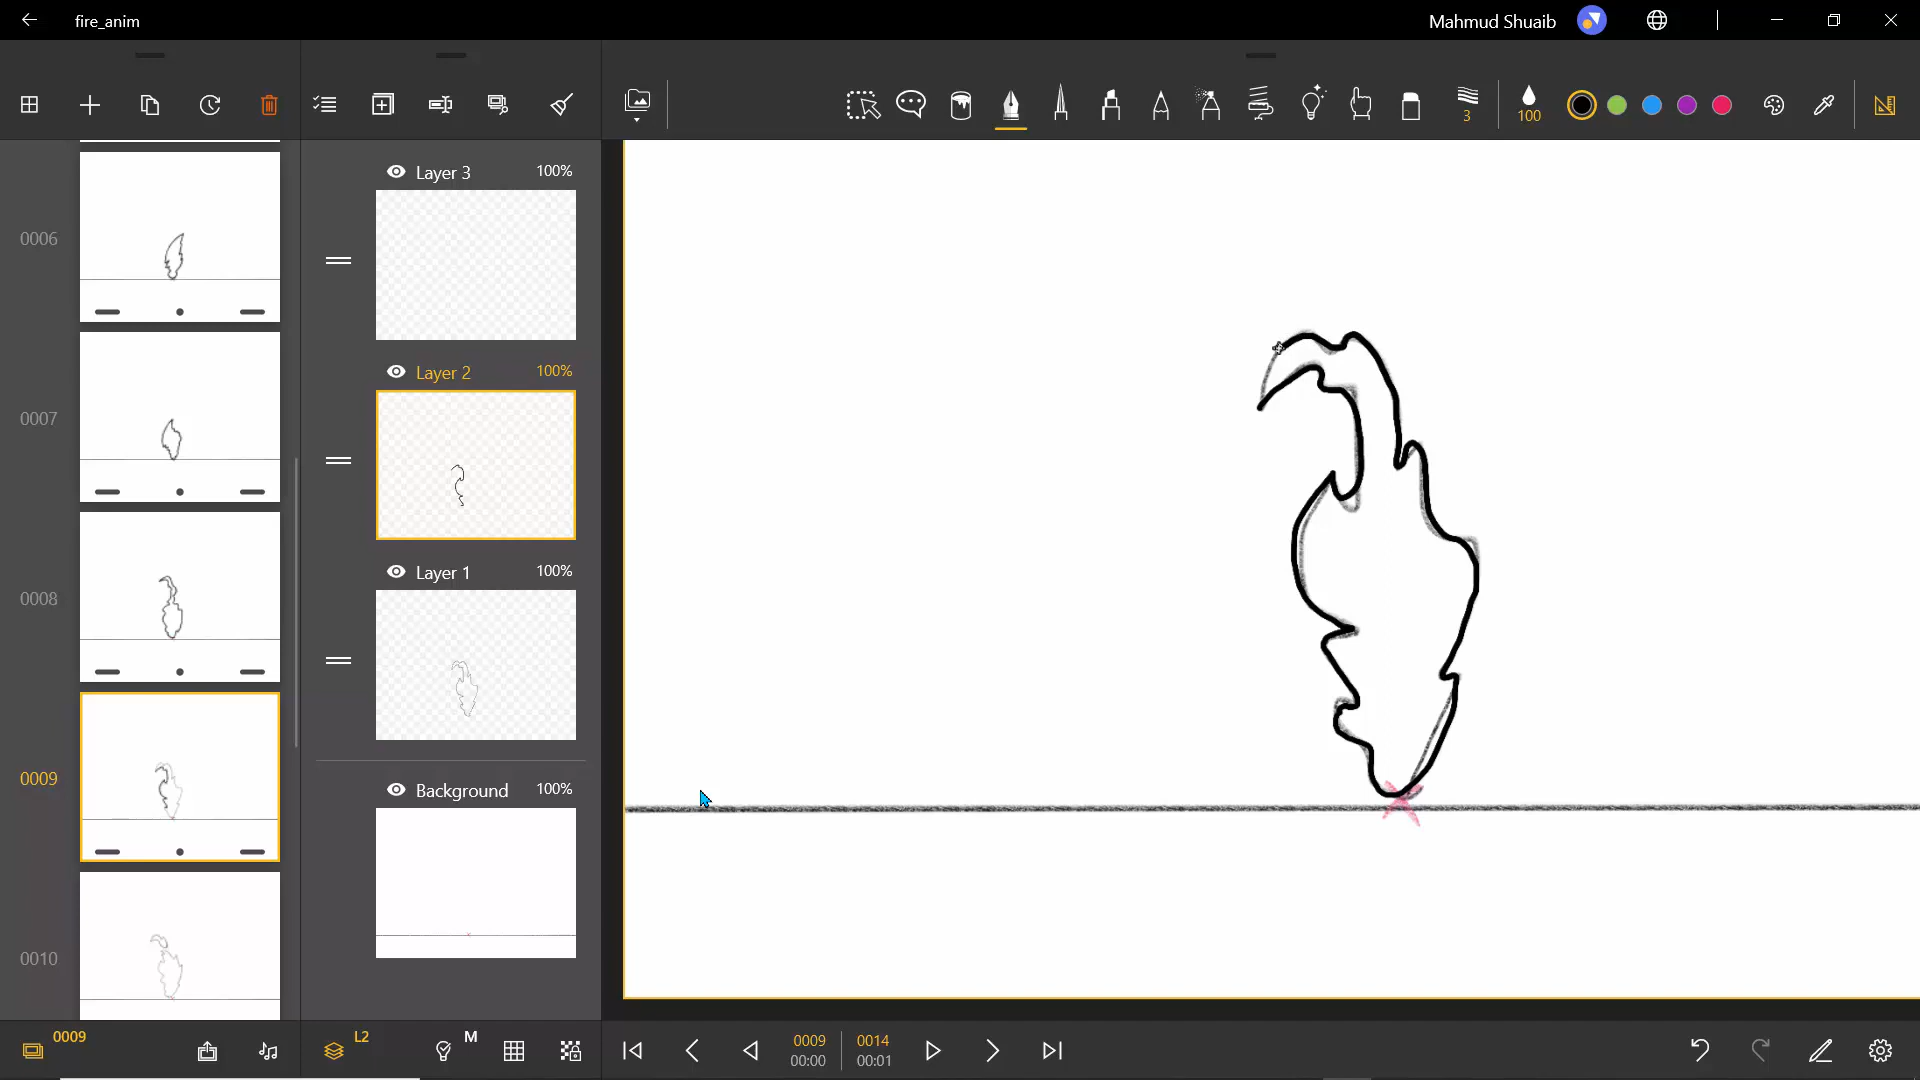 fire_anim
Mahmud Shuaib
3
100
Layer 3 100%
0006
Layer 2 100%
0007
Layer 1 100%
0008
0009
Background 100%
0010
0009
L2
M
0009
00:00
0014
00:01